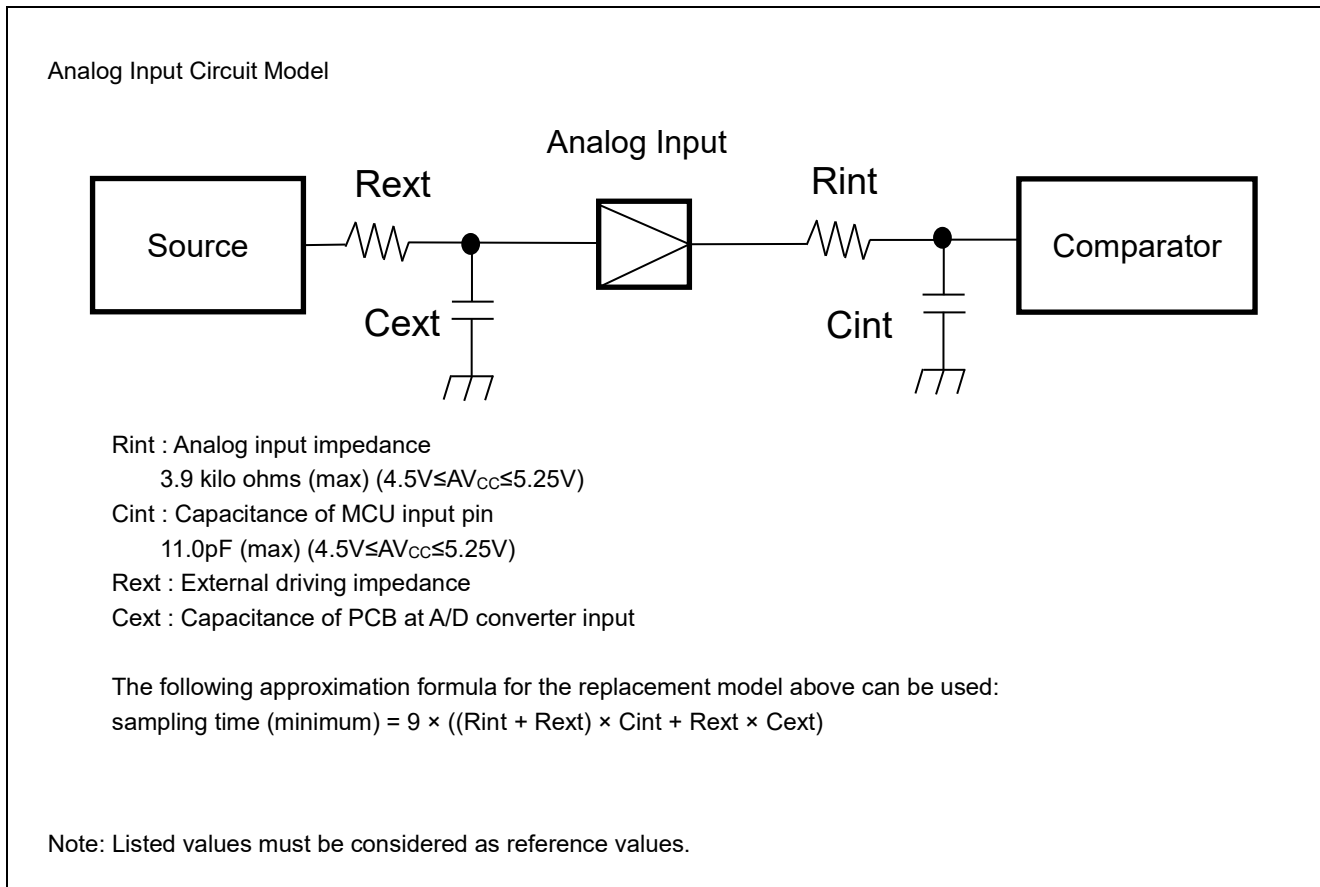 Analog Input Circuit Model
Analog Input
Rext
Rint
Source
Comparator
Cext
Cint
Rint : Analog input impedance
3.9 kilo ohms (max) (4.5V≤AVCC≤5.25V)
Cint : Capacitance of MCU input pin
11.0pF (max) (4.5V≤AVCC≤5.25V)
Rext : External driving impedance
Cext : Capacitance of PCB at A/D converter input
The following approximation formula for the replacement model above can be used:
sampling time (minimum) = 9 × ((Rint + Rext) × Cint + Rext × Cext)
Note: Listed values must be considered as reference values.